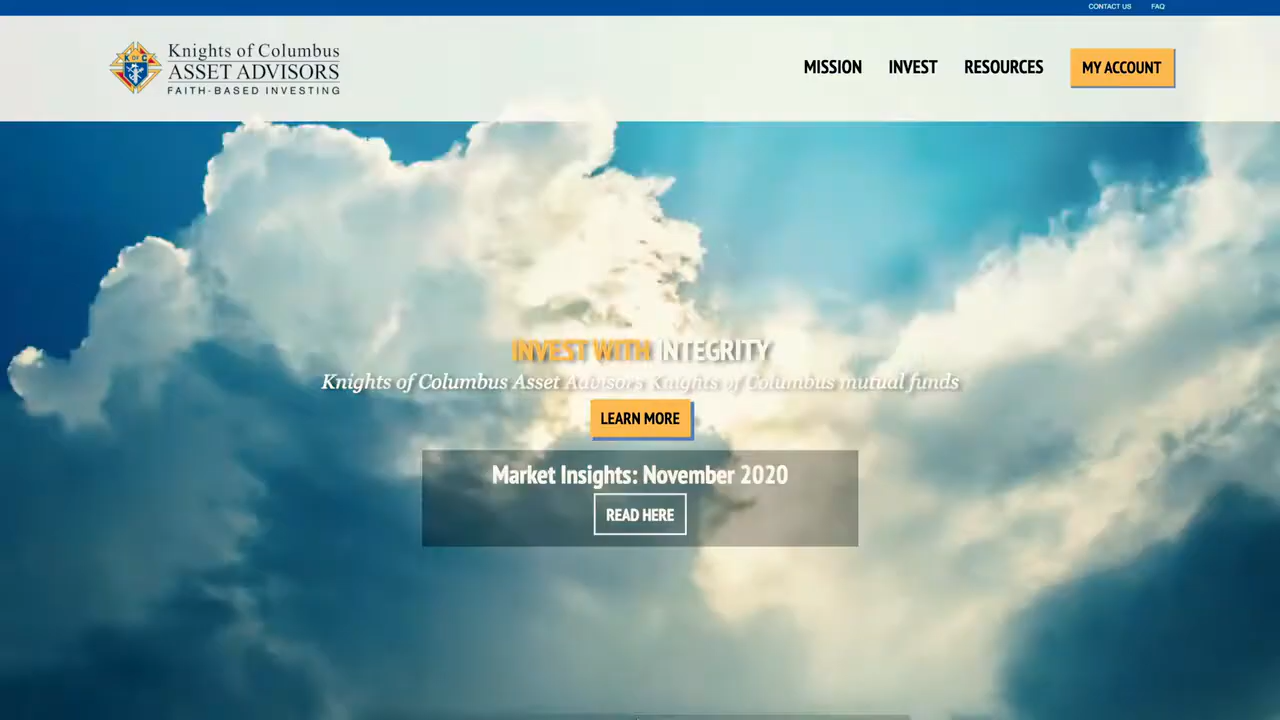 CONTACT US FAQ
K OF C
Knights of Columbus
ASSET ADVISORS
FAITH-BASED INVESTING
MISSION INVEST RESOURCES MY ACCOUNT
INVEST WITH INTEGRITY
Knights of Columbus Asset Advisors Knights of Columbus mutual funds
LEARN MORE
Market Insights: November 2020
READ HERE